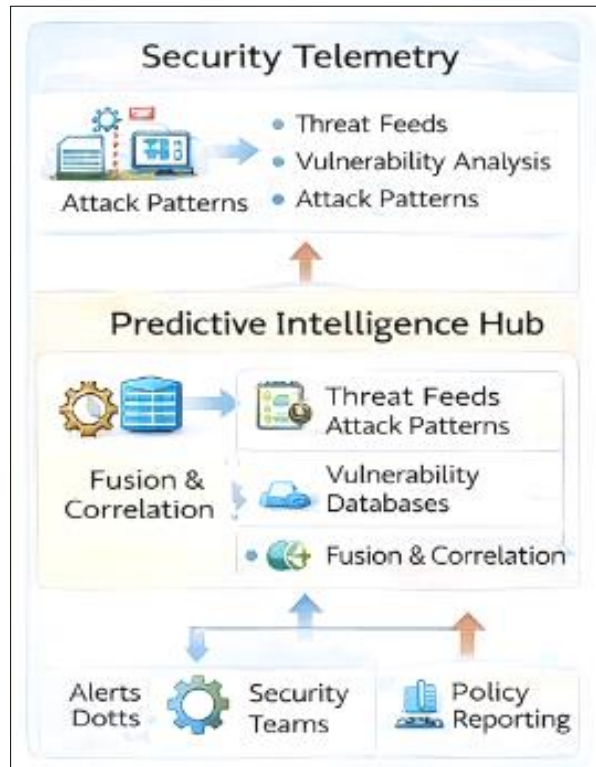 Security Telemetry
Attack Patterns
Threat Feeds
Vulnerability Analysis
Attack Patterns
Predictive Intelligence Hub
Fusion &
Correlation
Threat Feeds
Attack Patterns
Vulnerability
Databases
Fusion & Correlation
Alerts
Dotts
Security
Teams
Policy
Reporting